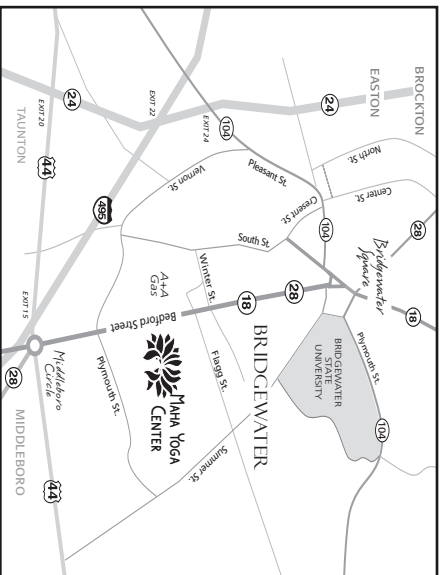 BROCKTON
EASTON
24
28
18
North St.
Center St.
Bridgewater
Square
104
Pleasant St.
Cresent St.
104
Plymouth St.
104
BRIDGEWATER
STATE
UNIVERSITY
EXIT 24
EXIT 22
Vernon St.
South St.
Winter St.
28
18
BRIDGEWATER
Flagg St.
24
495
A+A
Gas
Bedford Street
MAHA YOGA
CENTER
Summer St.
EXIT 20
44
TAUNTON
EXIT 15
Plymouth St.
Middleboro
Circle
28
44
MIDDLEBORO